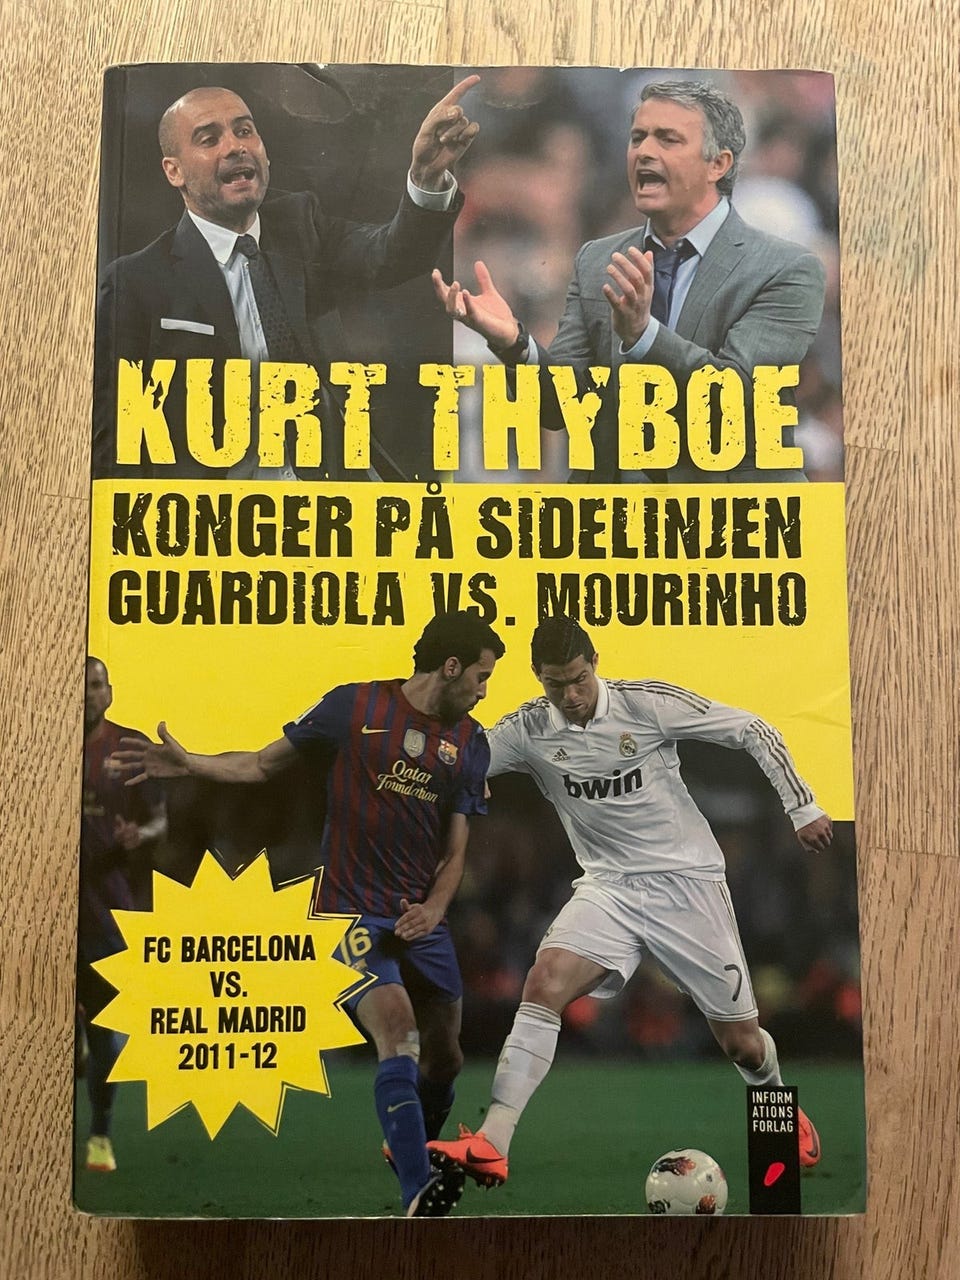 KURT THYBOE
KONGER PÅ SIDELINJEN
GUARDIOLA VS. MOURINHO
Qatar
Foundation
bwin
16
7
FC BARCELONA
VS.
REAL MADRID
2011-12
INFORM
ATIONS
FORLAG